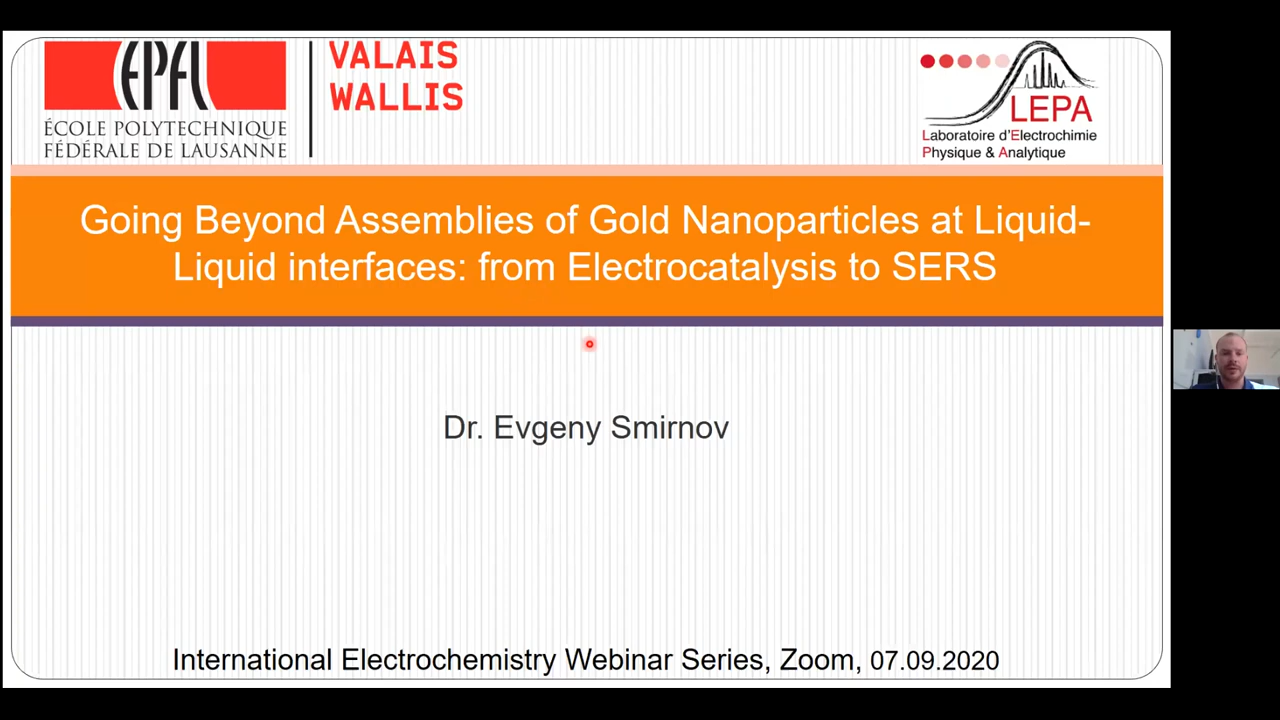 EPFL
ÉCOLE POLYTECHNIQUE
FÉDÉRALE DE LAUSANNE
VALAIS
WALLIS
LEPA
Laboratoire d'Electrochimie
Physique & Analytique
Going Beyond Assemblies of Gold Nanoparticles at Liquid-
Liquid interfaces: from Electrocatalysis to SERS
Dr. Evgeny Smirnov
International Electrochemistry Webinar Series, Zoom, 07.09.2020